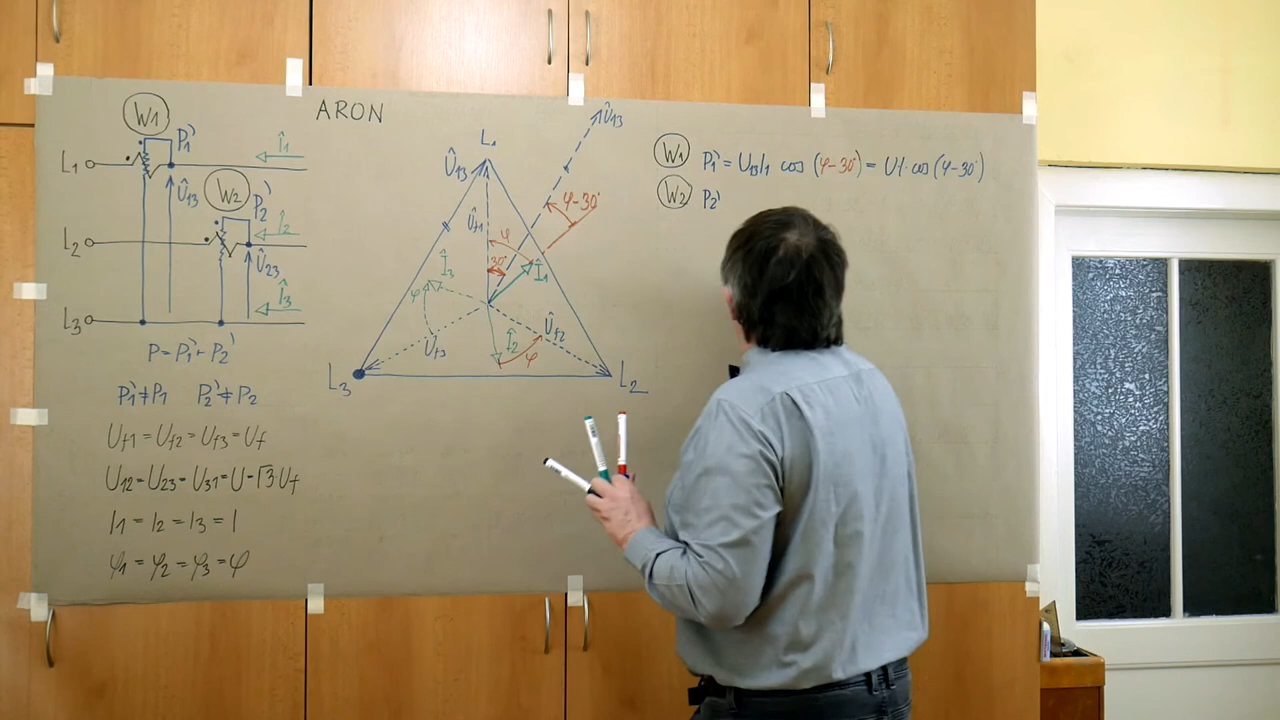 ARON
W1
P1'
Î1
L1
Û13
W2
P2'
Î2
L2
Û23
Î3
L3
P=P1'+P2'
P1'≠P1 P2'≠P2
Uf1=Uf2=Uf3=Uf
U12=U23=U31=U=√3·Uf
I1=I2=I3=I
φ1=φ2=φ3=φ
Û13
L1
Û13
φ-30°
Ûf1
φ
30°
Î3
Î1
φ
Ûf3
Î2
Ûf2
φ
L3
L2
W1 P1'=U13I1 cos (φ-30°)=UI·cos(φ-30°)
W2 P2'